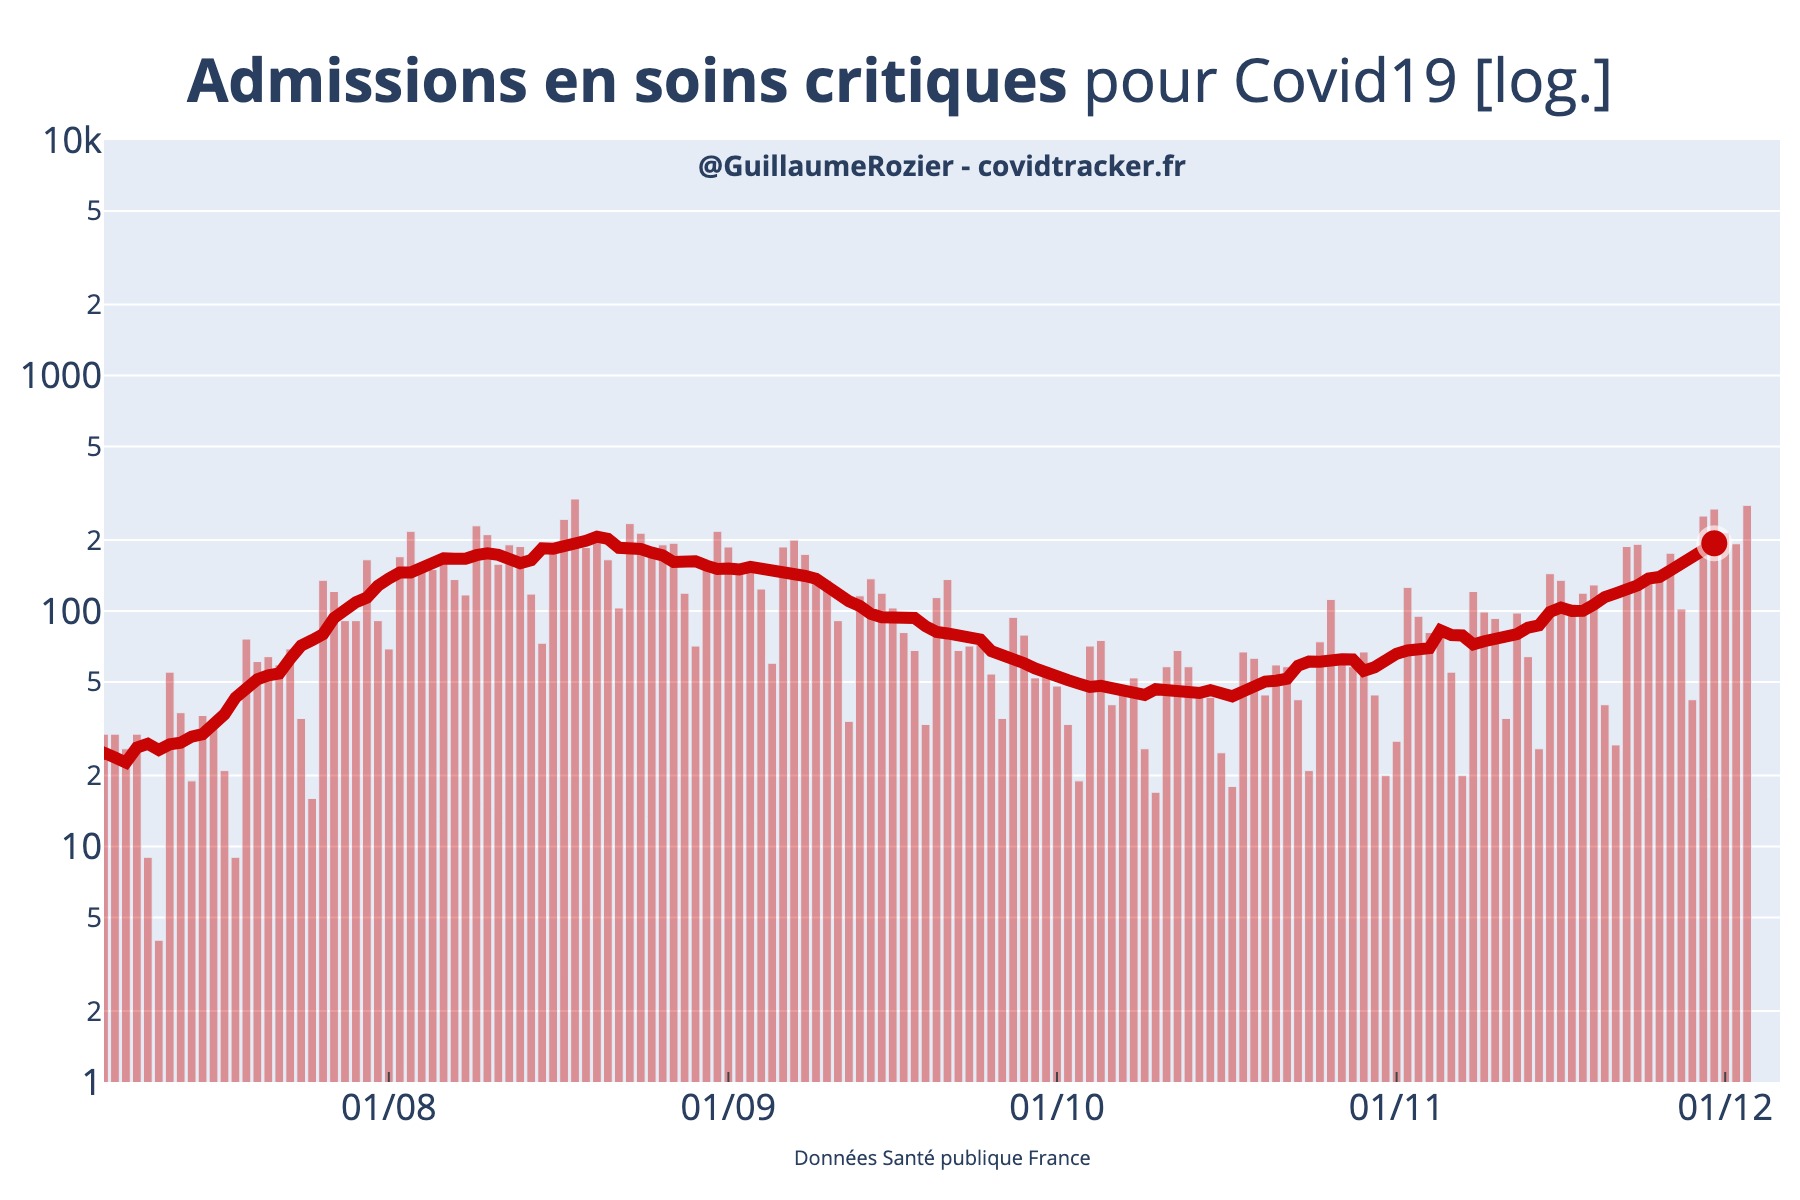 Admissions en soins critiques pour Covid19 [log.]
@GuillaumeRozier - covidtracker.fr
10k
5
2
1000
5
2
100
5
2
10
5
2
1
01/08 01/09 01/10 01/11 01/12
Données Santé publique France